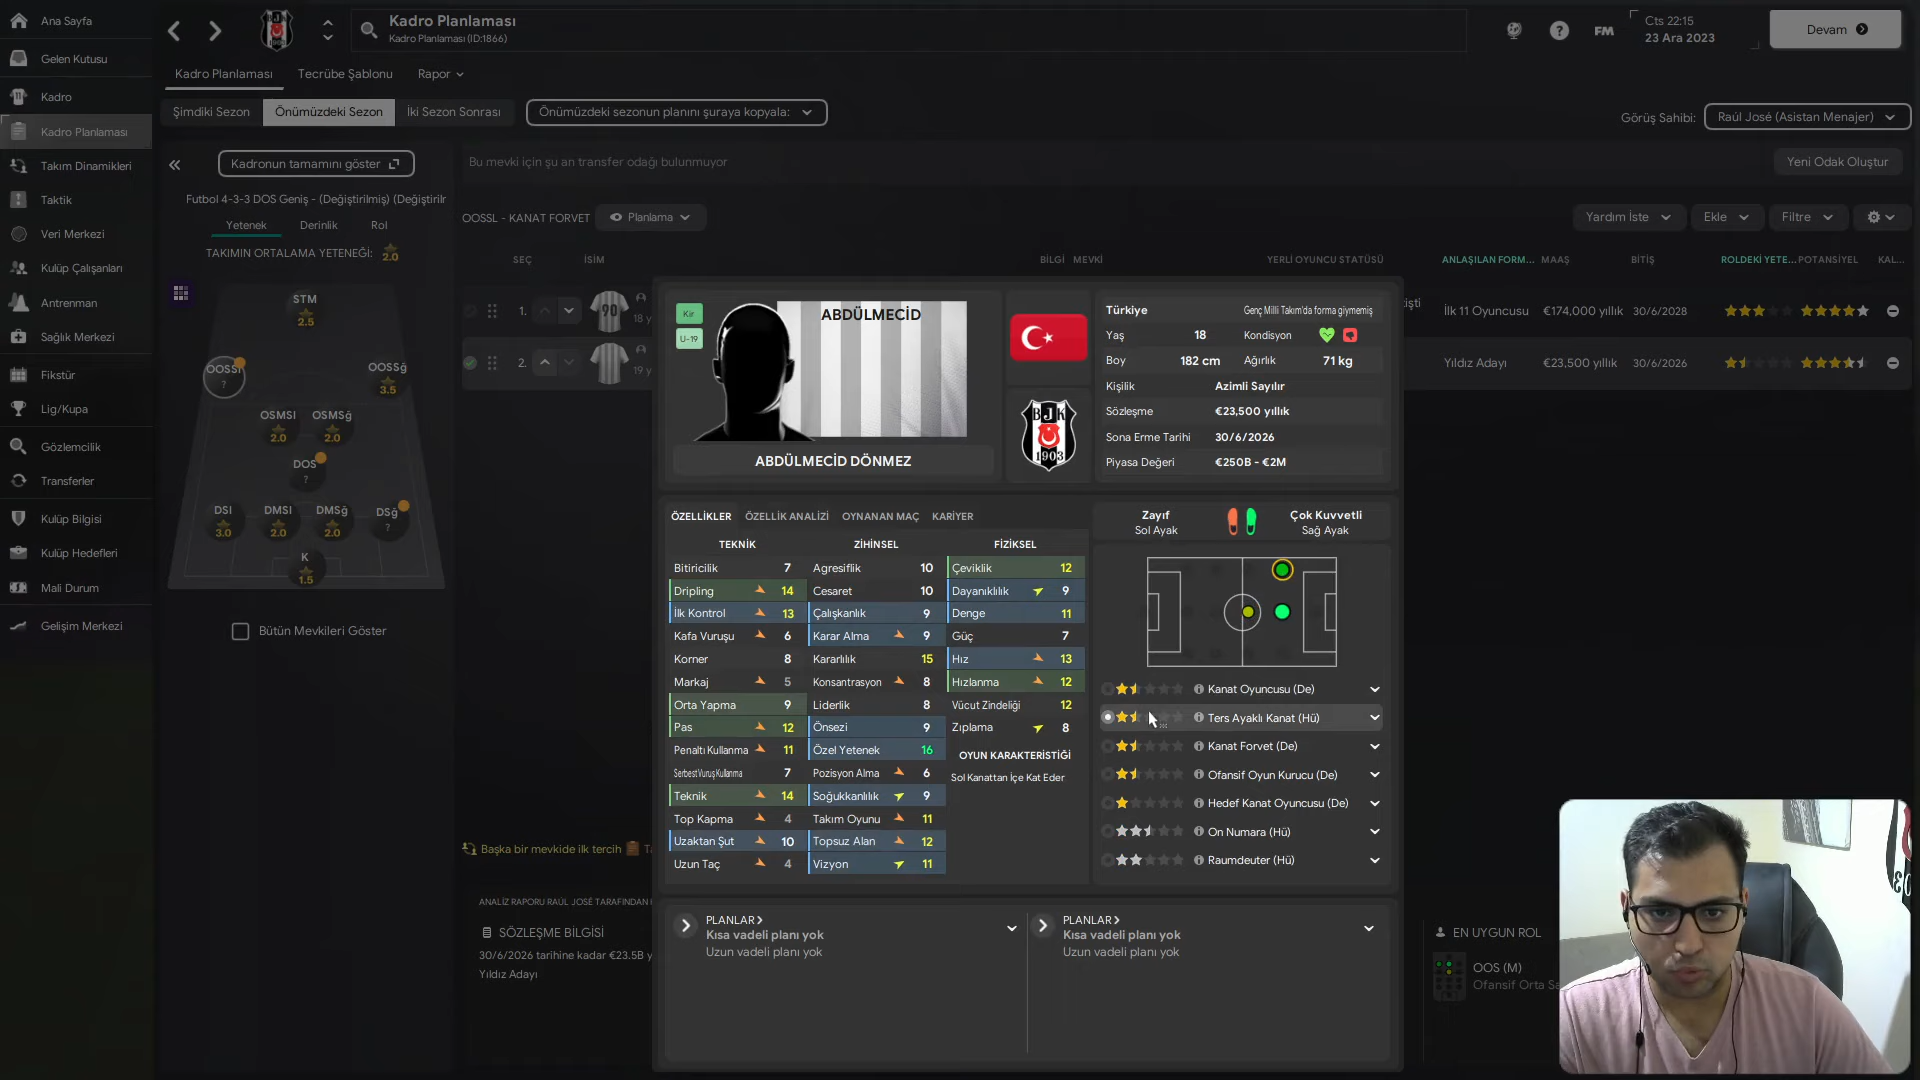 Ana Sayfa
Gelen Kutusu
Kadro
Kadro Planlaması
Takım Dinamikleri
Taktik
Veri Merkezi
Kulüp Çalışanları
Antrenman
Sağlık Merkezi
Fikstür
Lig/Kupa
Gözlemcilik
Transferler
Kulüp Bilgisi
Kulüp Hedefleri
Mali Durum
Gelişim Merkezi
Kadro Planlaması
Kadro Planlaması (ID:1866)
FM
Cts 22:15
23 Ara 2023
Devam
Kadro Planlaması Tecrübe Şablonu Rapor
Şimdiki Sezon Önümüzdeki Sezon İki Sezon Sonrası Önümüzdeki sezonun planını şuraya kopyala:
Görüş Sahibi: Raúl José (Asistan Menajer)
Kadronun tamamını göster
Bu mevki için şu an transfer odağı bulunmuyor
Yeni Odak Oluştur
Futbol 4-3-3 DOS Geniş - (Değiştirilmiş) (Değiştirilr
Yetenek Derinlik Rol
TAKIMIN ORTALAMA YETENEĞİ: 2.0
STM
2.5
OOSSl
?
OOSSğ
3.5
OSMSl
2.0
OSMSğ
2.0
DOS
?
DSl
3.0
DMSl
2.0
DMSğ
2.0
DSğ
?
K
1.5
Bütün Mevkileri Göster
OOSSL - KANAT FORVET Planlama
Yardım İste Ekle Filtre
SEÇ İSİM BİLGİ MEVKİ YERLİ OYUNCU STATÜSÜ ANLAŞILAN FORM... MAAŞ BİTİŞ ROLDEKİ YETE... POTANSİYEL KAL...
1. 90 18 y
İlk 11 Oyuncusu €174,000 yıllık 30/6/2028
2. 19 y
Yıldız Adayı €23,500 yıllık 30/6/2026
Kir
U-19
ABDÜLMECİD
ABDÜLMECİD DÖNMEZ
BJK
1903
Türkiye Genç Milli Takım'da forma giymemiş
Yaş 18 Kondisyon
Boy 182 cm Ağırlık 71 kg
Kişilik Azimli Sayılır
Sözleşme €23,500 yıllık
Sona Erme Tarihi 30/6/2026
Piyasa Değeri €250B - €2M
ÖZELLİKLER ÖZELLİK ANALİZİ OYNANAN MAÇ KARİYER
TEKNİK
Bitiricilik 7
Dripling 14
İlk Kontrol 13
Kafa Vuruşu 6
Korner 8
Markaj 5
Orta Yapma 9
Pas 12
Penaltı Kullanma 11
Serbest Vuruş Kullanma 7
Teknik 14
Top Kapma 4
Uzaktan Şut 10
Uzun Taç 4
ZİHİNSEL
Agresiflik 10
Cesaret 10
Çalışkanlık 9
Karar Alma 9
Kararlılık 15
Konsantrasyon 8
Liderlik 8
Önsezi 9
Özel Yetenek 16
Pozisyon Alma 6
Soğukkanlılık 9
Takım Oyunu 11
Topsuz Alan 12
Vizyon 11
FİZİKSEL
Çeviklik 12
Dayanıklılık 9
Denge 11
Güç 7
Hız 13
Hızlanma 12
Vücut Zindeliği 12
Zıplama 8
OYUN KARAKTERİSTİĞİ
Sol Kanattan İçe Kat Eder
Zayıf
Sol Ayak
Çok Kuvvetli
Sağ Ayak
Kanat Oyuncusu (De)
Ters Ayaklı Kanat (Hü)
Kanat Forvet (De)
Ofansif Oyun Kurucu (De)
Hedef Kanat Oyuncusu (De)
On Numara (Hü)
Raumdeuter (Hü)
PLANLAR
Kısa vadeli planı yok
Uzun vadeli planı yok
PLANLAR
Kısa vadeli planı yok
Uzun vadeli planı yok
Başka bir mevkide ilk tercih
ANALİZ RAPORU RAÚL JOSÉ TARAFINDAN
SÖZLEŞME BİLGİSİ
30/6/2026 tarihine kadar €23.5B y
Yıldız Adayı
EN UYGUN ROL
OOS (M)
Ofansif Orta Sa